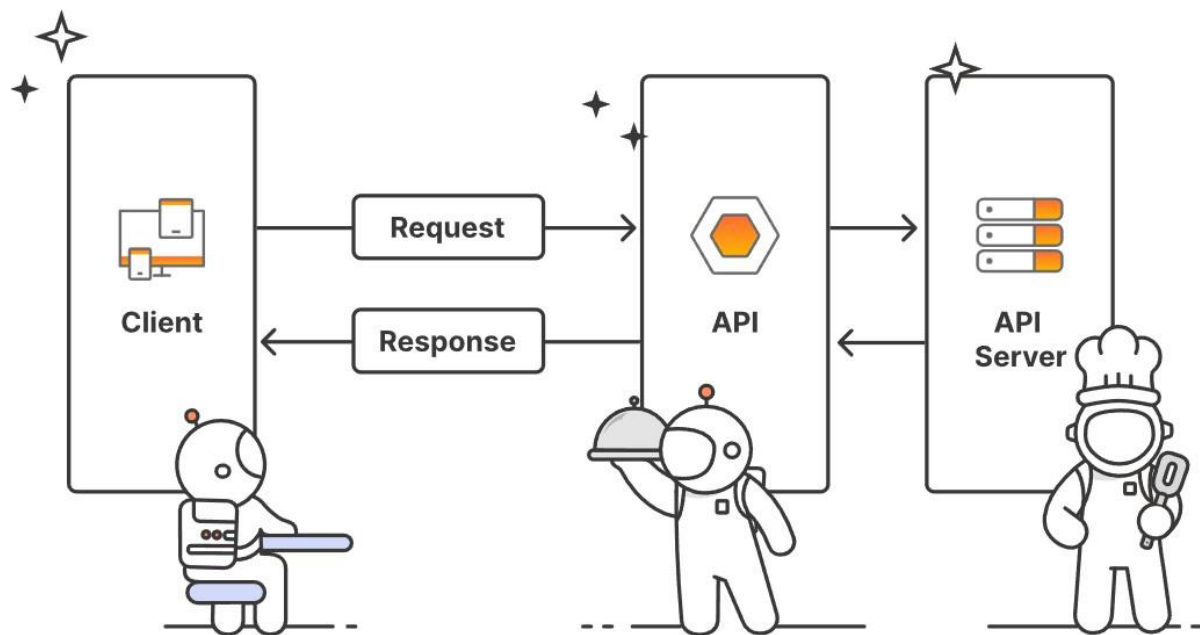 Request
Response
Client
API
API
Server